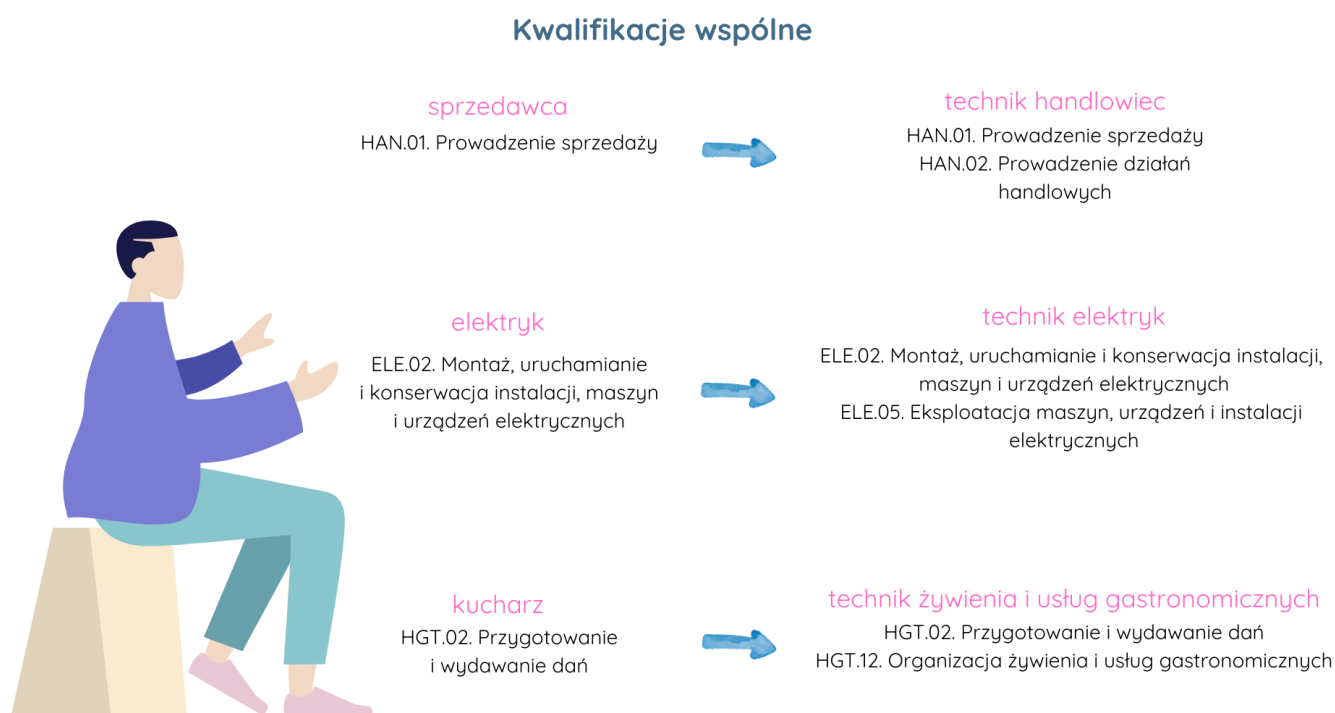 Kwalifikacje wspólne
sprzedawca
HAN.01. Prowadzenie sprzedaży
technik handlowiec
HAN.01. Prowadzenie sprzedaży
HAN.02. Prowadzenie działań
handlowych
elektryk
ELE.02. Montaż, uruchamianie
i konserwacja instalacji, maszyn
i urządzeń elektrycznych
technik elektryk
ELE.02. Montaż, uruchamianie i konserwacja instalacji,
maszyn i urządzeń elektrycznych
ELE.05. Eksploatacja maszyn, urządzeń i instalacji
elektrycznych
kucharz
HGT.02. Przygotowanie
i wydawanie dań
technik żywienia i usług gastronomicznych
HGT.02. Przygotowanie i wydawanie dań
HGT.12. Organizacja żywienia i usług gastronomicznych